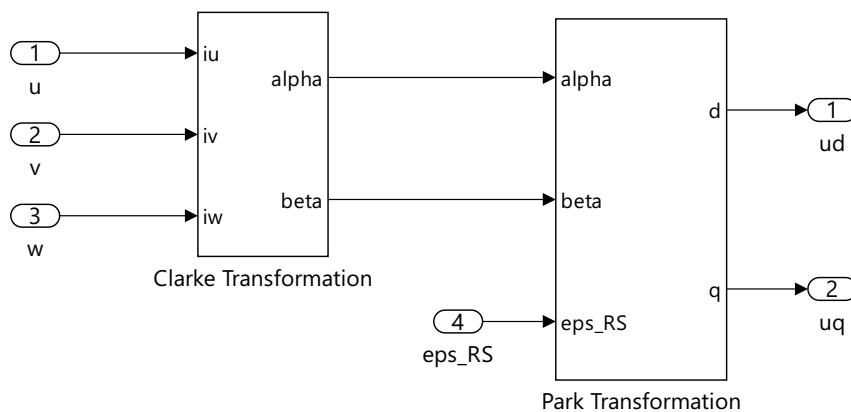 1
u
2
v
3
w
iu
iv
iw
alpha
beta
Clarke Transformation
4
eps_RS
alpha
beta
eps_RS
d
q
Park Transformation
1
ud
2
uq